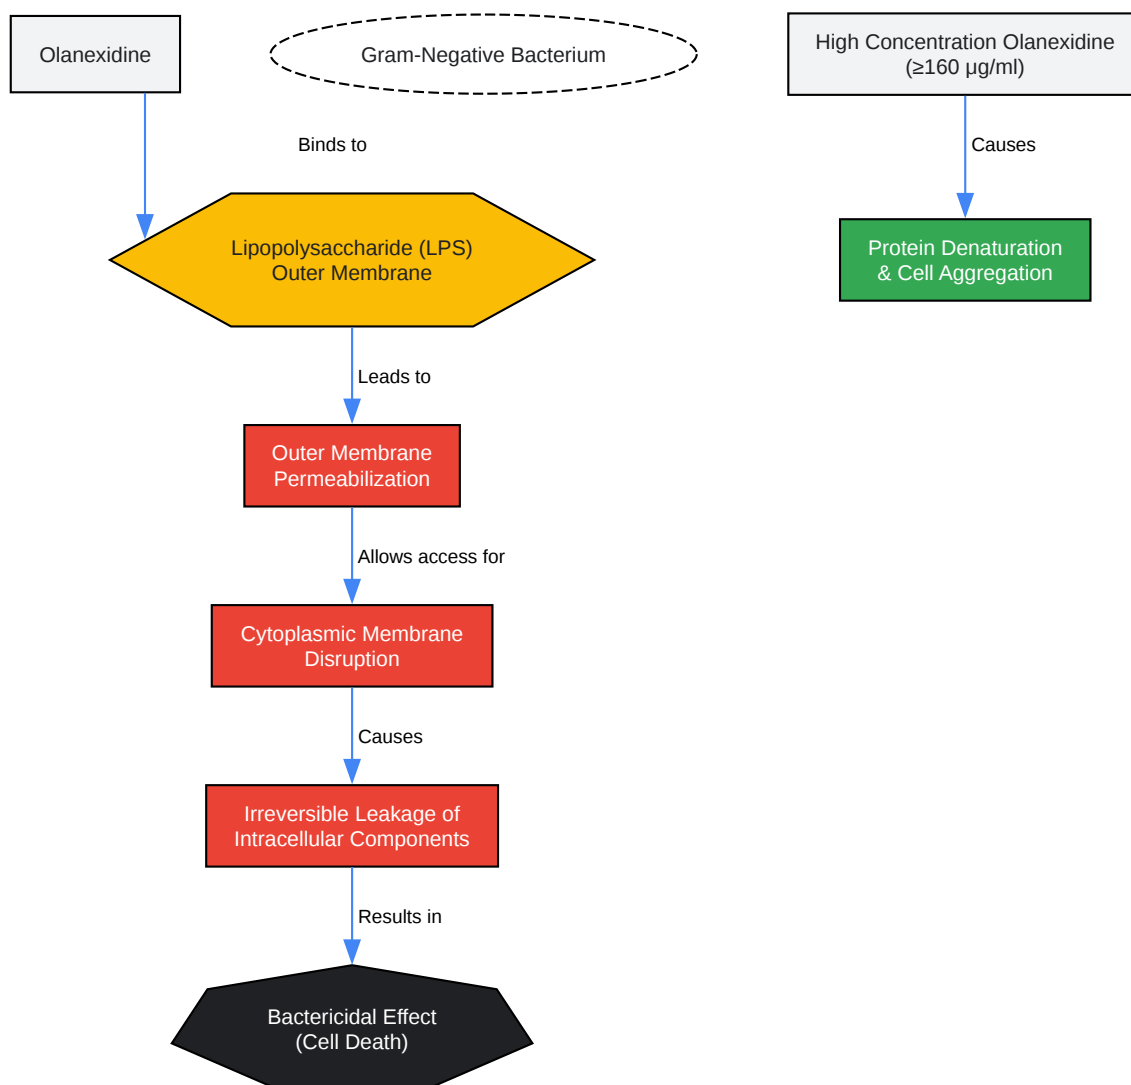 Olanexidine
Gram-Negative Bacterium
High Concentration Olanexidine
(≥160 μg/ml)
Binds to
Causes
Lipopolysaccharide (LPS)
Outer Membrane
Protein Denaturation
& Cell Aggregation
Leads to
Outer Membrane
Permeabilization
Allows access for
Cytoplasmic Membrane
Disruption
Causes
Irreversible Leakage of
Intracellular Components
Results in
Bactericidal Effect
(Cell Death)